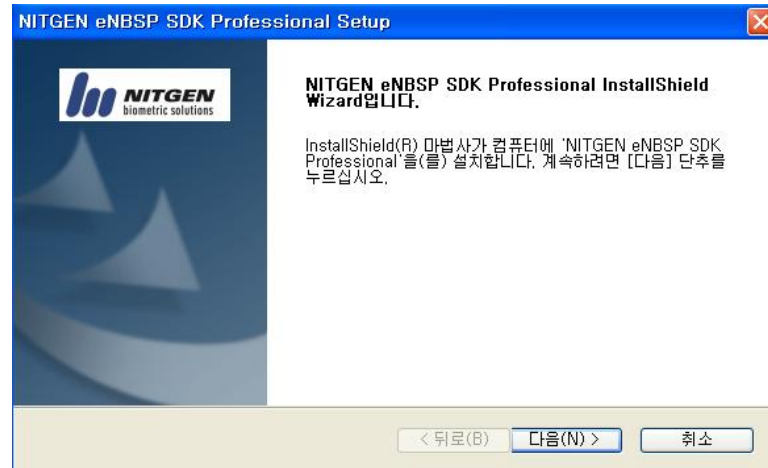 NITGEN eNBSP SDK Professional Setup
NITGEN
biometric solutions
NITGEN eNBSP SDK Professional InstallShield
Wizard입니다.
InstallShield(R) 마법사가 컴퓨터에 'NITGEN eNBSP SDK
Professional'을(를) 설치합니다. 계속하려면 [다음] 단추를
누르십시오.
< 뒤로(B)
다음(N) >
취소